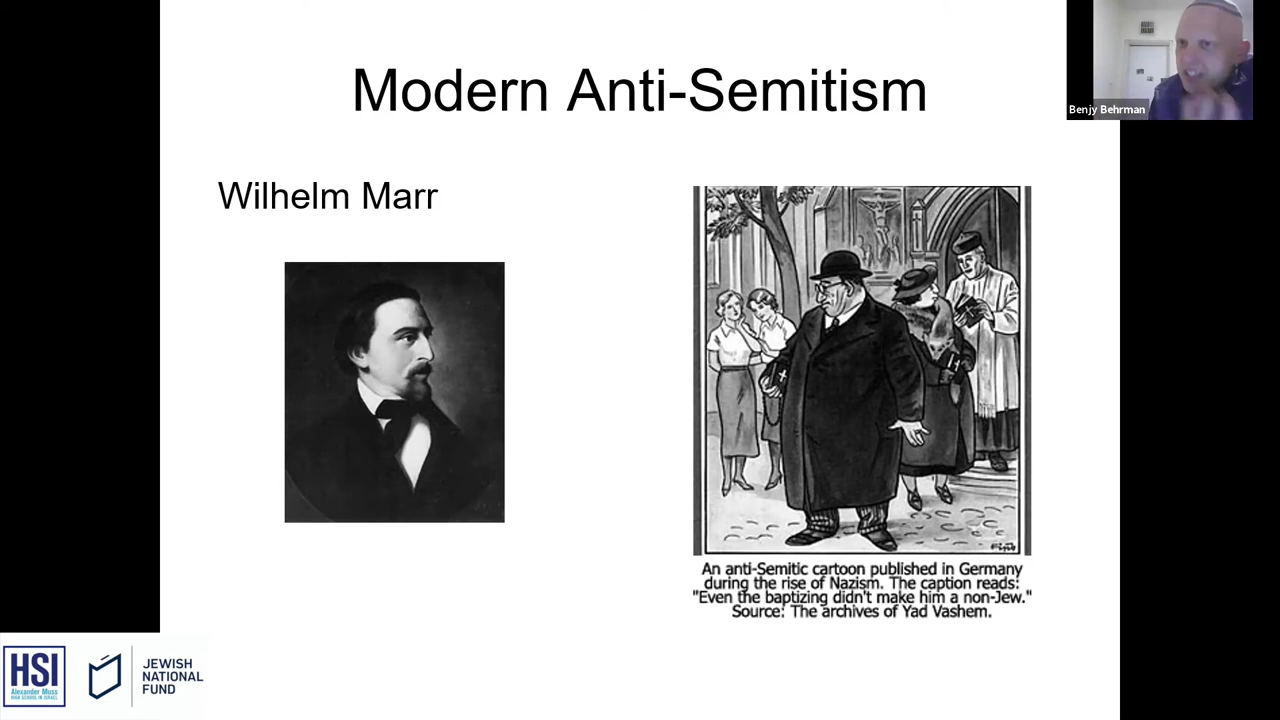 Modern Anti-Semitism
Benjy Behrman
Wilhelm Marr
An anti-Semitic cartoon published in Germany
during the rise of Nazism. The caption reads:
"Even the baptizing didn't make him a non-Jew."
Source: The archives of Yad Vashem.
HSI
Alexander Muss
HIGH SCHOOL IN ISRAEL
JEWISH
NATIONAL
FUND